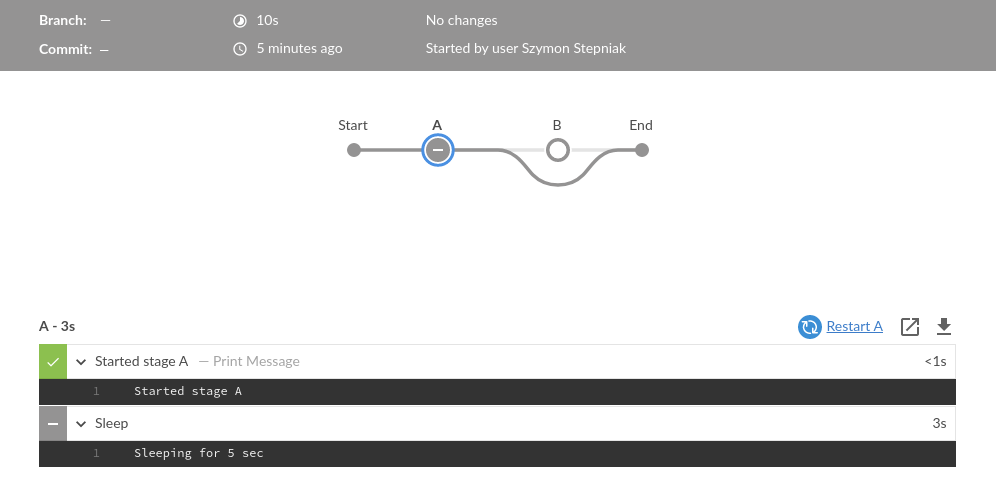 Branch: — 10s No changes
Commit: — 5 minutes ago Started by user Szymon Stepniak
Start A B End
A - 3s Restart A
Started stage A — Print Message <1s
1 Started stage A
Sleep 3s
1 Sleeping for 5 sec